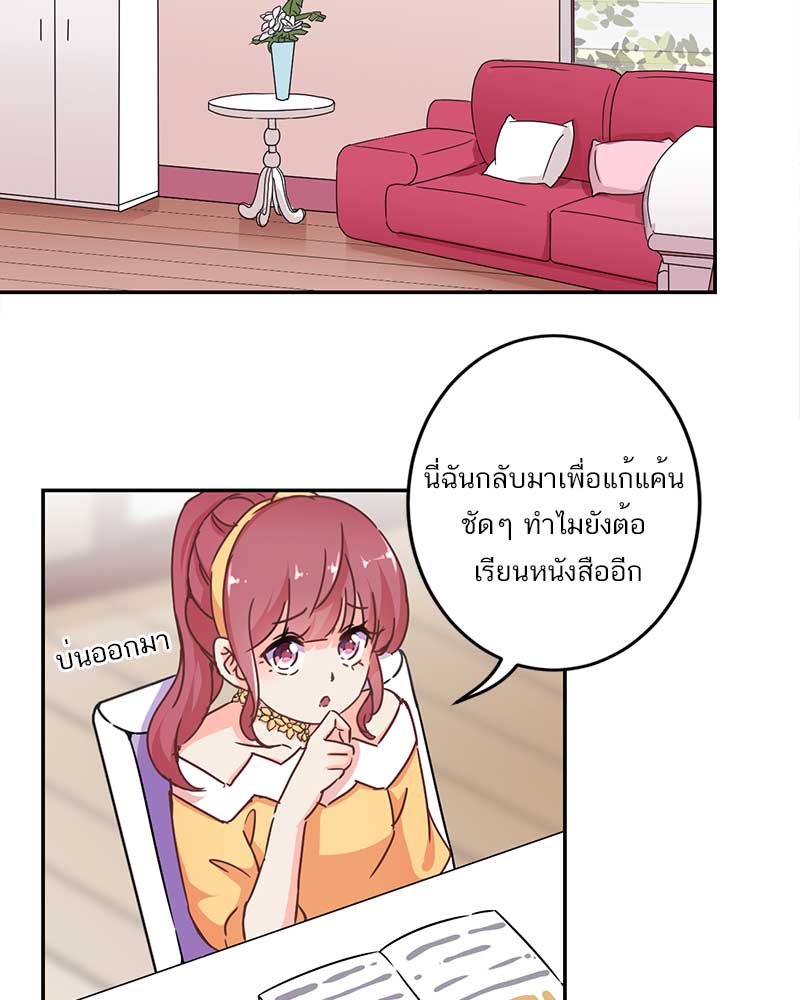 นี่ฉันกลับมาเพื่อแก้แค้น
ชัดๆ ทำไมยังต้อ
เรียนหนังสืออีก
บ่นออกมา